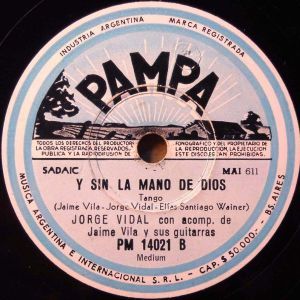 INDUSTRIA ARGENTINA MARCA REGISTRADA
PAMPA
TODOS LOS DERECHOS DEL PRODUCTOR FONOGRAFICO Y DEL PROPIETARIO DE
LA OBRA REGISTRADA, RESERVADOS. LA REPRODUCCION, LA EJECUCION
PUBLICA Y LA RADIODIFUSION DE ESTE DISCO ESTAN PROHIBIDAS.
SADAIC MAI 611
Y SIN LA MANO DE DIOS
Tango
(Jaime Vila - Jorge Vidal - Elías Santiago Wainer)
JORGE VIDAL con acomp. de
Jaime Vila y sus guitarras
PM 14021 B
Medium
MUSICA ARGENTINA E INTERNACIONAL S. R. L. - CAP. $ 50.000.- BS. AIRES